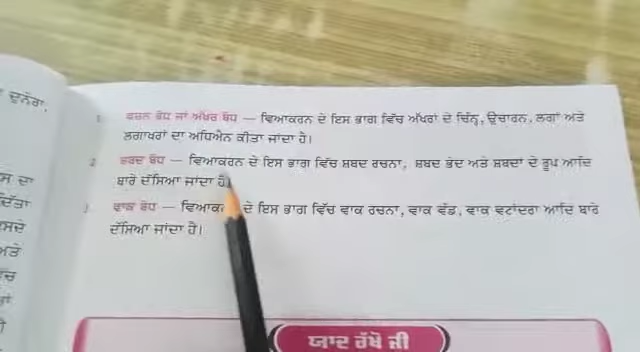 ਦੁਨੱਰਾ.
1. ਵਰਨ ਬੋਧ ਜਾਂ ਅੱਖਰ ਬੋਧ — ਵਿਆਕਰਨ ਦੇ ਇਸ ਭਾਗ ਵਿੱਚ ਅੱਖਰਾਂ ਦੇ ਚਿੰਨ੍ਹ, ਉਚਾਰਨ, ਲਗਾਂ ਅਤੇ
ਲਗਾਖਰਾਂ ਦਾ ਅਧਿਐਨ ਕੀਤਾ ਜਾਂਦਾ ਹੈ।
2. ਸ਼ਬਦ ਬੋਧ — ਵਿਆਕਰਨ ਦੇ ਇਸ ਭਾਗ ਵਿੱਚ ਸ਼ਬਦ ਰਚਨਾ, ਸ਼ਬਦ ਭੇਦ ਅਤੇ ਸ਼ਬਦਾਂ ਦੇ ਰੂਪ ਆਦਿ
ਬਾਰੇ ਦੱਸਿਆ ਜਾਂਦਾ ਹੈ।
3. ਵਾਕ ਬੋਧ — ਵਿਆਕਰ ਦੇ ਇਸ ਭਾਗ ਵਿੱਚ ਵਾਕ ਰਚਨਾ, ਵਾਕ ਵੰਡ, ਵਾਕ ਵਟਾਂਦਰਾ ਆਦਿ ਬਾਰੇ
ਦੱਸਿਆ ਜਾਂਦਾ ਹੈ।
ਯਾਦ ਰੱਖੋ ਜੀ